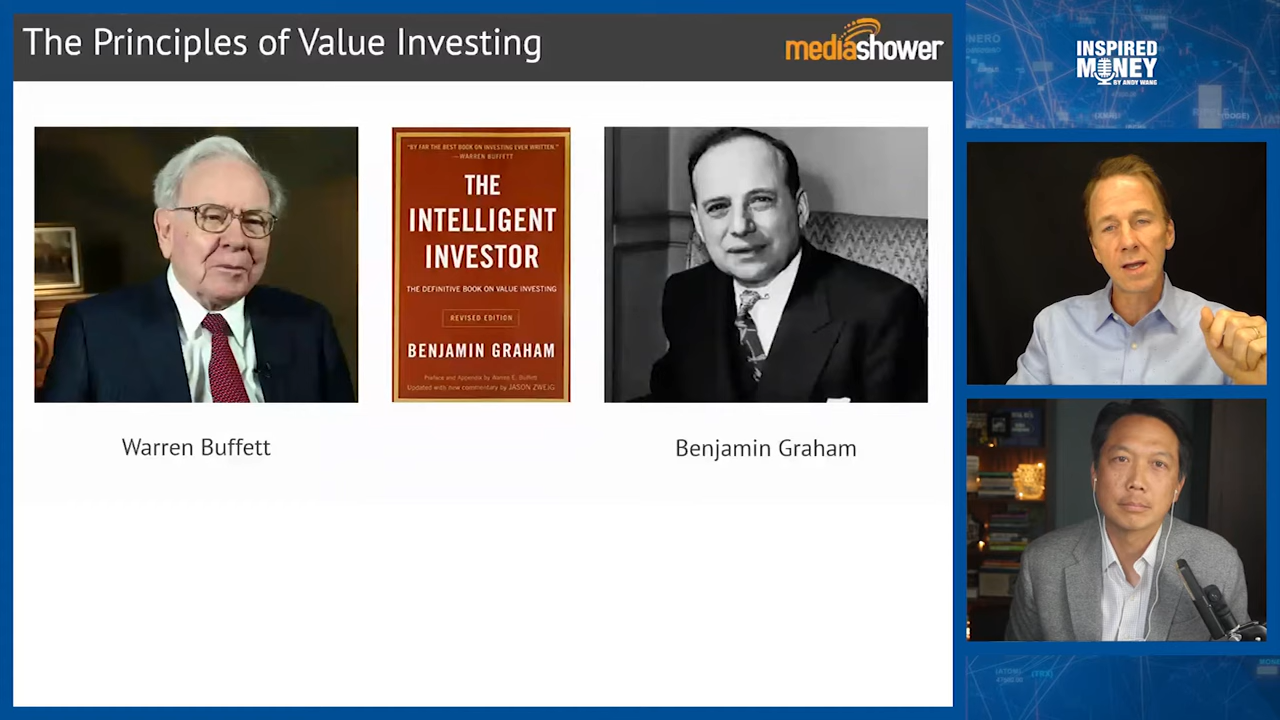 The Principles of Value Investing
mediashower
INSPIRED
MONEY
BY ANDY WANG
"BY FAR THE BEST BOOK ON INVESTING EVER WRITTEN."
—WARREN BUFFETT
THE
INTELLIGENT
INVESTOR
THE DEFINITIVE BOOK ON VALUE INVESTING
REVISED EDITION
BENJAMIN GRAHAM
Preface and Appendix by Warren E. Buffett
Updated with new commentary by JASON ZWEIG
Warren Buffett
Benjamin Graham
(TRX)